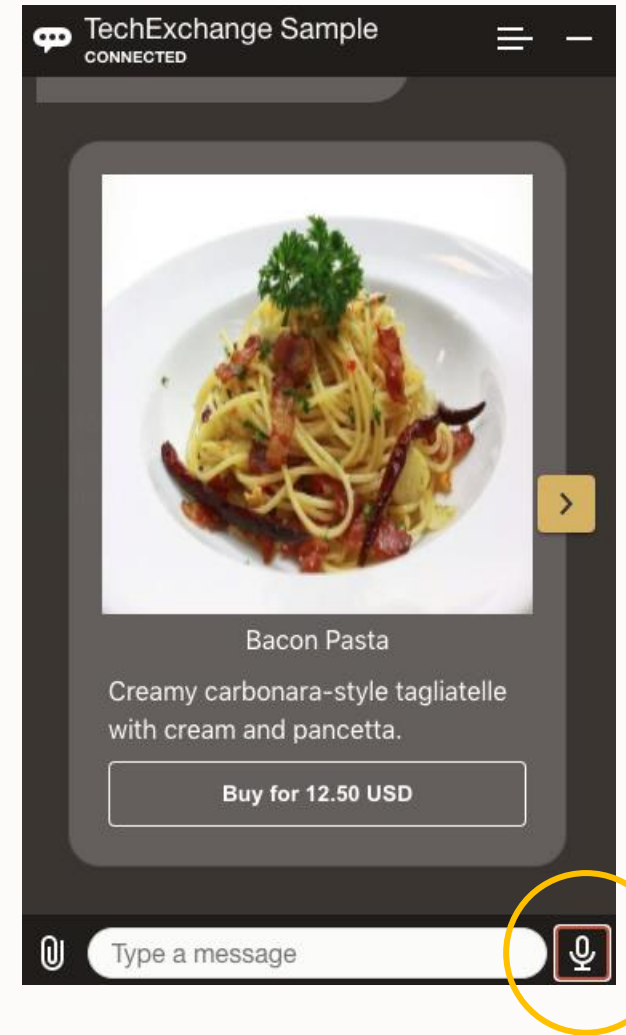 TechExchange Sample
CONNECTED
Bacon Pasta
Creamy carbonara-style tagliatelle
with cream and pancetta.
Buy for 12.50 USD
Type a message